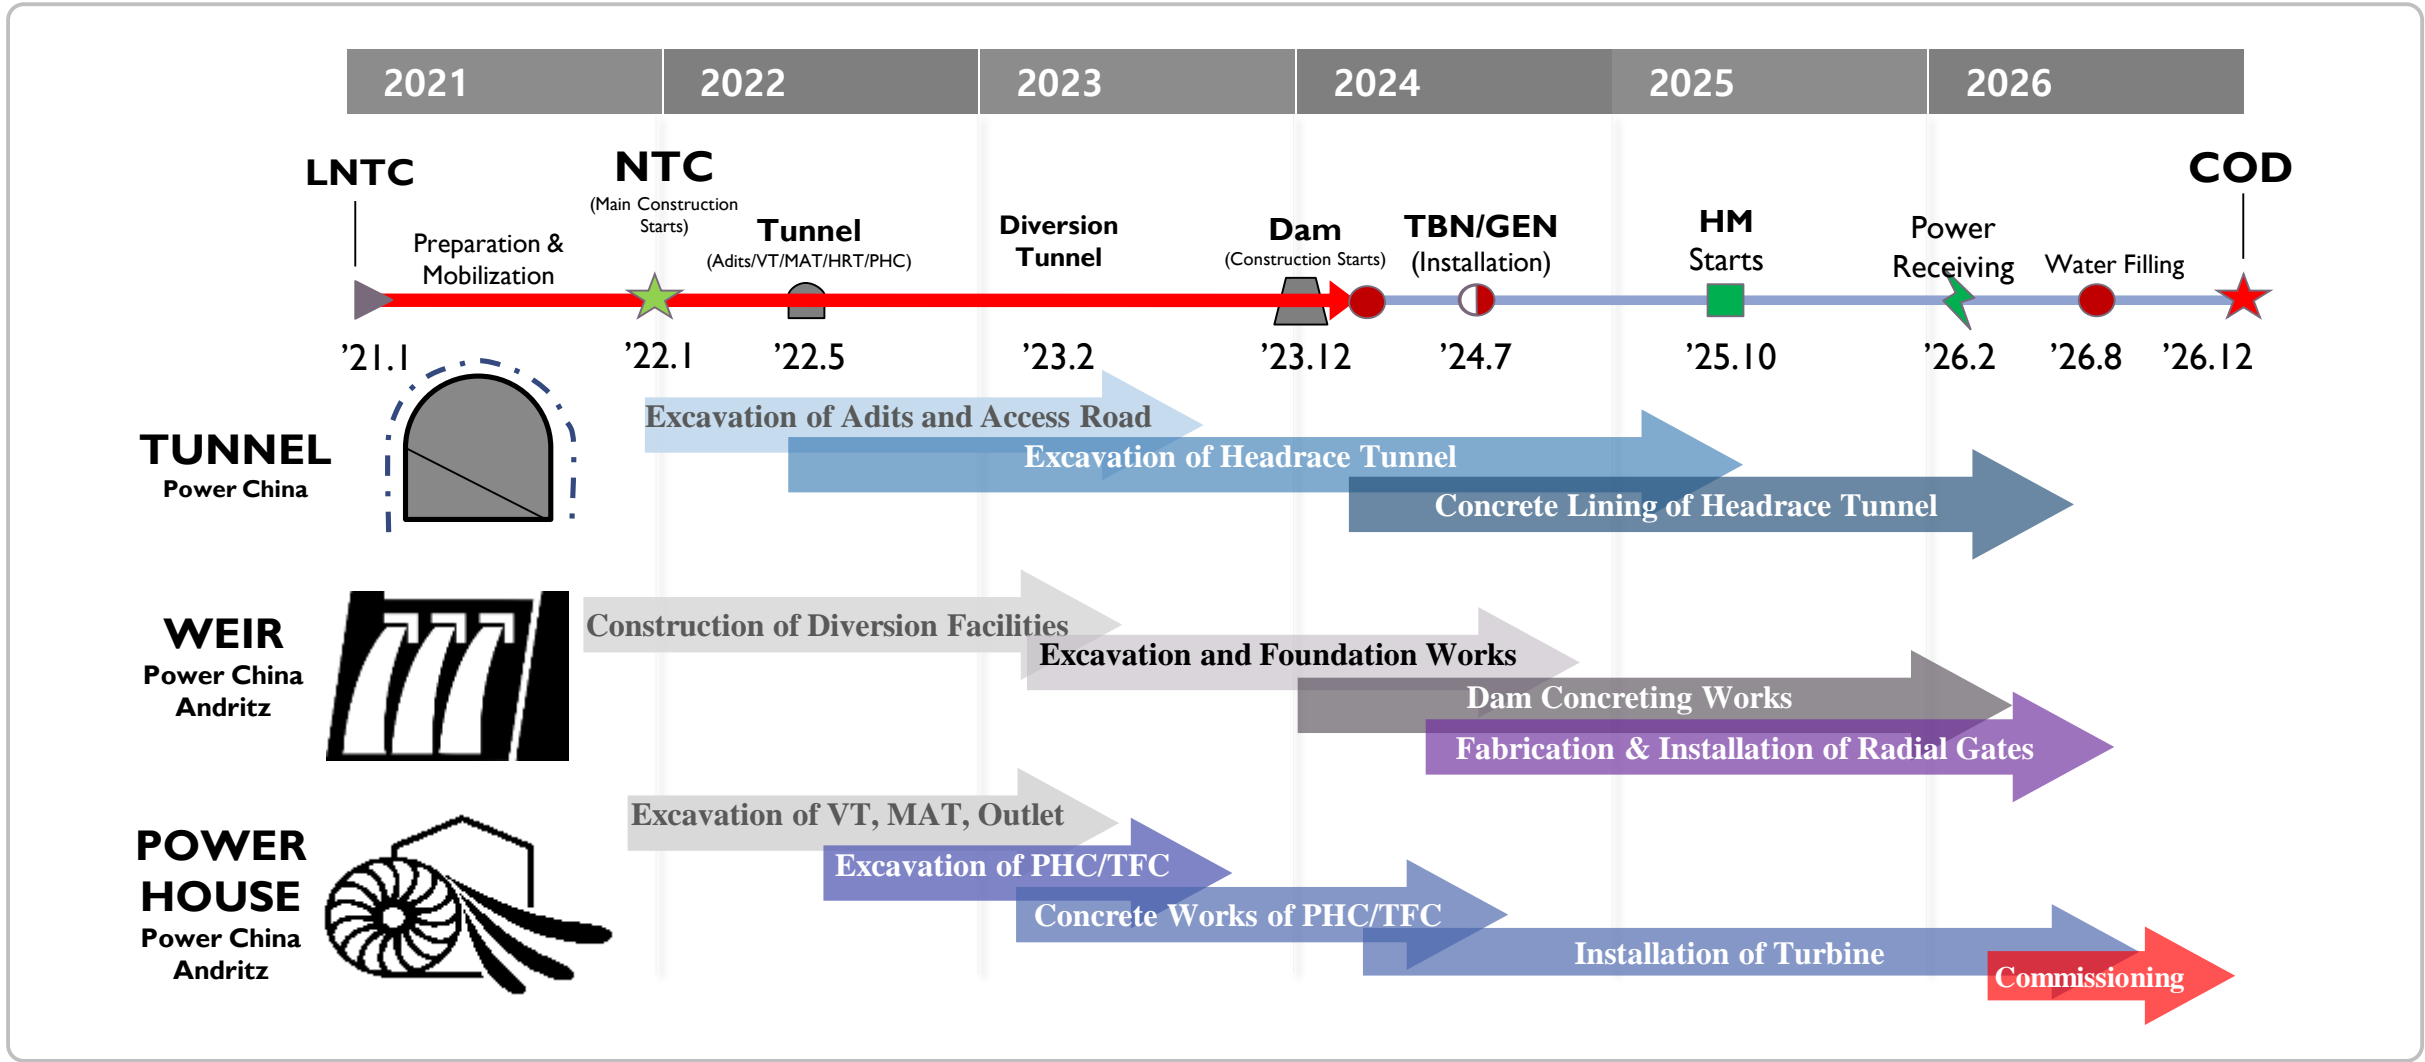 2021 2022 2023 2024 2025 2026
LNTC
NTC
(Main Construction
Starts)
COD
Preparation &
Mobilization
Tunnel
(Adits/VT/MAT/HRT/PHC)
Diversion
Tunnel
Dam
(Construction Starts)
TBN/GEN
(Installation)
HM
Starts
Power
Receiving
Water Filling
’21.1 ’22.1 ’22.5 ’23.2 ’23.12 ’24.7 ’25.10 ’26.2 ’26.8 ’26.12
TUNNEL
Power China
Excavation of Adits and Access Road
Excavation of Headrace Tunnel
Concrete Lining of Headrace Tunnel
WEIR
Power China
Andritz
Construction of Diversion Facilities
Excavation and Foundation Works
Dam Concreting Works
Fabrication & Installation of Radial Gates
POWER
HOUSE
Power China
Andritz
Excavation of VT, MAT, Outlet
Excavation of PHC/TFC
Concrete Works of PHC/TFC
Installation of Turbine
Commissioning